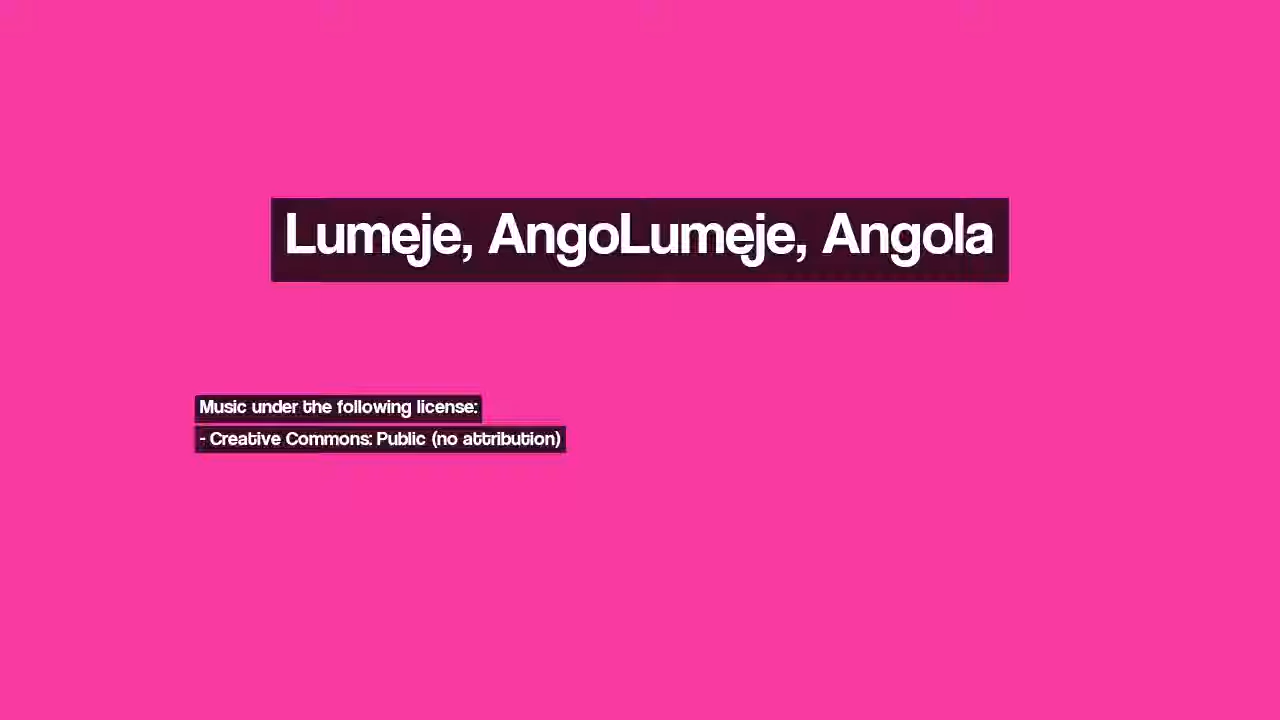 Lumeje, AngoLumeje, Angola
Music under the following license:
- Creative Commons: Public (no attribution)